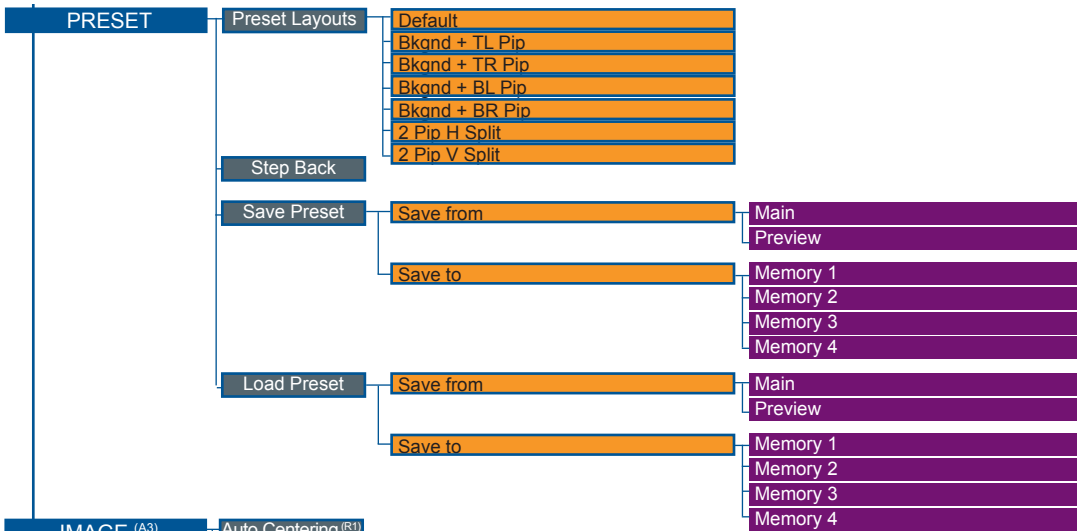 PRESET
Preset Layouts
Default
Bkgnd + TL Pip
Bkgnd + TR Pip
Bkgnd + BL Pip
Bkgnd + BR Pip
2 Pip H Split
2 Pip V Split
Step Back
Save Preset
Save from
Main
Preview
Save to
Memory 1
Memory 2
Memory 3
Memory 4
Load Preset
Save from
Main
Preview
Save to
Memory 1
Memory 2
Memory 3
Memory 4
IMAGE (A3)
Auto Centering (R1)